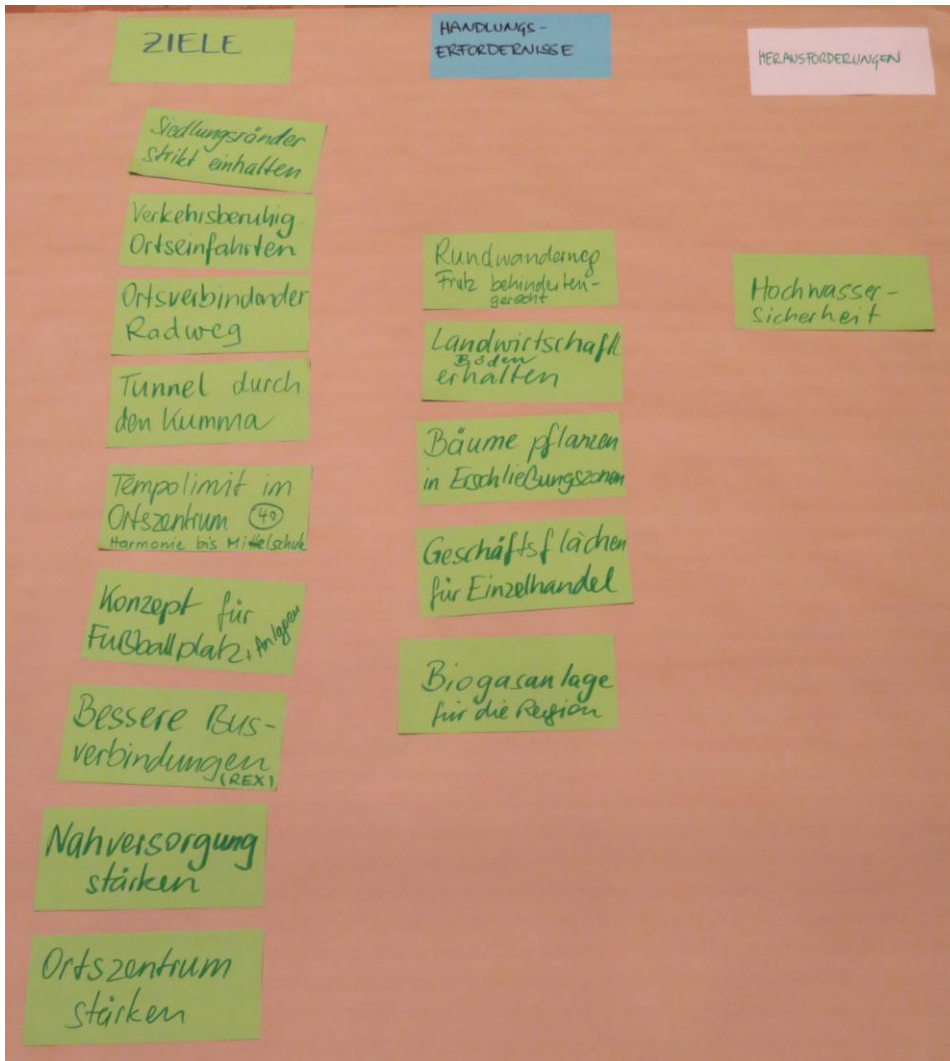 ZIELE
Siedlungsränder
strikt einhalten
Verkehrsberuhig.
Ortseinfahrten
Ortsverbindender
Radweg
Tunnel durch
den Kumma
Tempolimit im
Ortszentrum 40
Harmonie bis Mittelschule
Konzept für
Fußballplatz + Anlagen
Bessere Bus-
verbindungen
(REX)
Nahversorgung
stärken
Ortszentrum
stärken
HANDLUNGS-
ERFORDERNISSE
Rundwanderweg
Frutz behinderten-
gerecht
Landwirtschaftl.
Böden
erhalten
Bäume pflanzen
in Erschließungszonen
Geschäftsflächen
für Einzelhandel
Biogasanlage
für die Region
HERAUSFORDERUNGEN
Hochwasser-
sicherheit